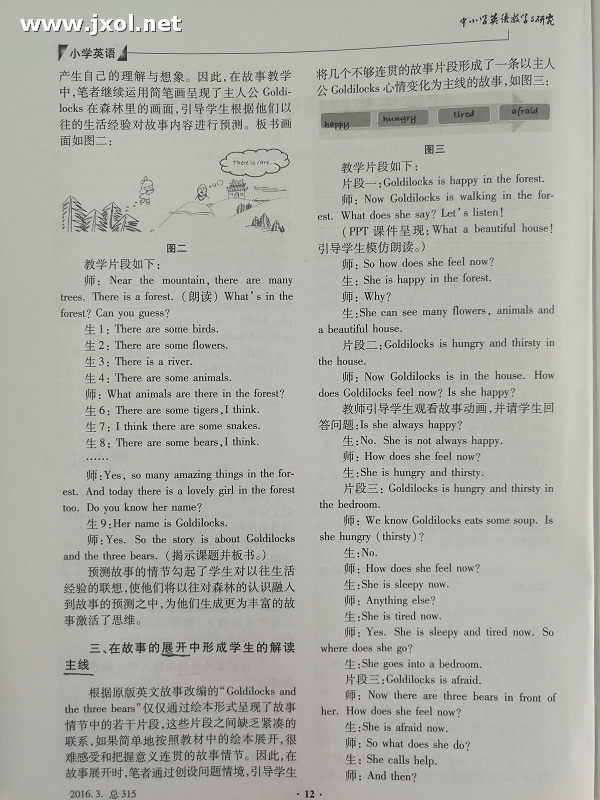 www.jxol.net
中小学英语教学与研究
小学英语
产生自己的理解与想象。因此,在故事教学
中,笔者继续运用简笔画呈现了主人公 Goldi-
locks 在森林里的画面,引导学生根据他们以
往的生活经验对故事内容进行预测。板书画
面如图二:
There is/are...
图二
教学片段如下:
师: Near the mountain, there are many
trees. There is a forest. (朗读) What's in the
forest? Can you guess?
生 1: There are some birds.
生 2: There are some flowers.
生 3: There is a river.
生 4: There are some animals.
师: What animals are there in the forest?
生 6: There are some tigers, I think.
生 7: I think there are some snakes.
生 8: There are some bears, I think.
……
师:Yes, so many amazing things in the for-
est. And today there is a lovely girl in the forest
too. Do you know her name?
生 9:Her name is Goldilocks.
师:Yes. So the story is about Goldilocks
and the three bears. (揭示课题并板书。)
预测故事的情节勾起了学生对以往生活
经验的联想,使他们将以往对森林的认识融入
到故事的预测之中,为他们生成更为丰富的故
事激活了思维。
三、在故事的展开中形成学生的解读
主线
根据原版英文故事改编的“Goldilocks and
the three bears”仅仅通过绘本形式呈现了故事
情节中的若干片段,这些片段之间缺乏紧凑的
联系,如果简单地按照教材中的绘本展开,很
难感受和把握意义连贯的故事情节。因此,在
故事展开时,笔者通过创设问题情境,引导学生
将几个不够连贯的故事片段形成了一条以主人
公 Goldilocks 心情变化为主线的故事,如图三:
happy hungry tired afraid
图三
教学片段如下:
片段一:Goldilocks is happy in the forest.
师: Now Goldilocks is walking in the for-
est. What does she say? Let's listen!
(PPT 课件呈现: What a beautiful house!
引导学生模仿朗读。)
师: So how does she feel now?
生: She is happy in the forest.
师: Why?
生:She can see many flowers, animals and
a beautiful house.
片段二:Goldilocks is hungry and thirsty in
the house.
师: Now Goldilocks is in the house. How
does Goldilocks feel now? Is she happy?
教师引导学生观看故事动画,并请学生回
答问题:Is she always happy?
生:No. She is not always happy.
师: How does she feel now?
生:She is hungry and thirsty.
片段三: Goldilocks is hungry and thirsty in
the bedroom.
师: We know Goldilocks eats some soup. Is
she hungry (thirsty)?
生:No.
师: How does she feel now?
生:She is sleepy now.
师: Anything else?
生:She is tired now.
师: Yes. She is sleepy and tired now. So
where does she go?
生:She goes into a bedroom.
片段三:Goldilocks is afraid.
师: Now there are three bears in front of
her. How does she feel now?
生:She is afraid now.
师: So what does she do?
生: She calls help.
师: And then?
2016. 3. 总 315
· 12 ·